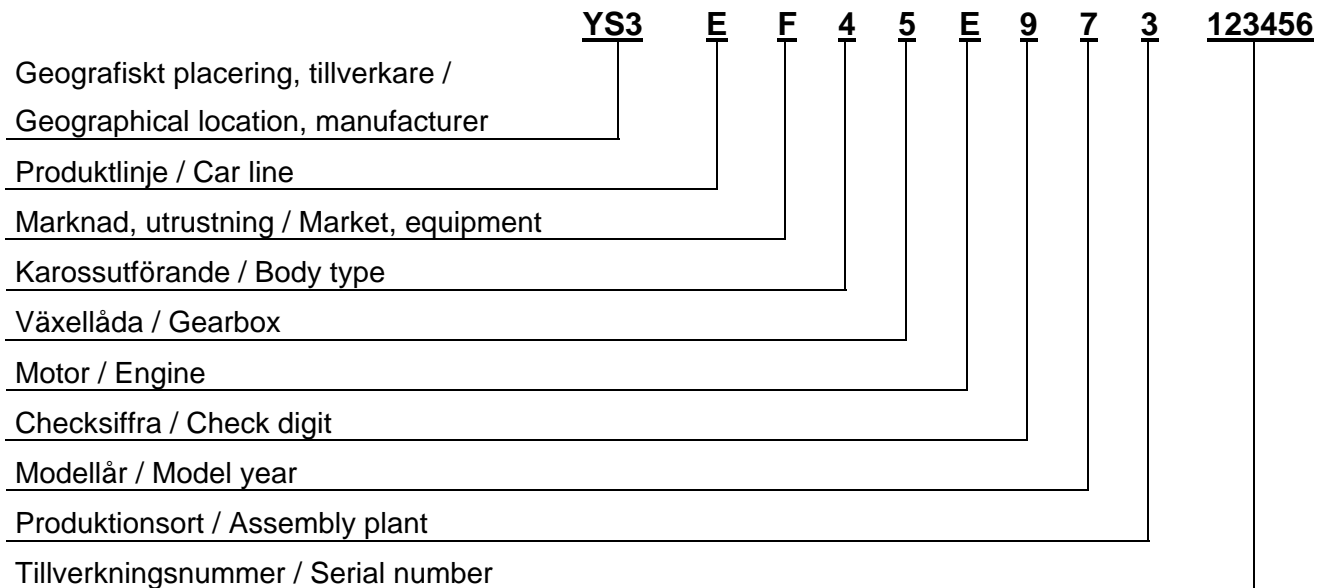 YS3 E F 4 5 E 9 7 3 123456
Geografiskt placering, tillverkare /
Geographical location, manufacturer
Produktlinje / Car line
Marknad, utrustning / Market, equipment
Karossutförande / Body type
Växellåda / Gearbox
Motor / Engine
Checksiffra / Check digit
Modellår / Model year
Produktionsort / Assembly plant
Tillverkningsnummer / Serial number